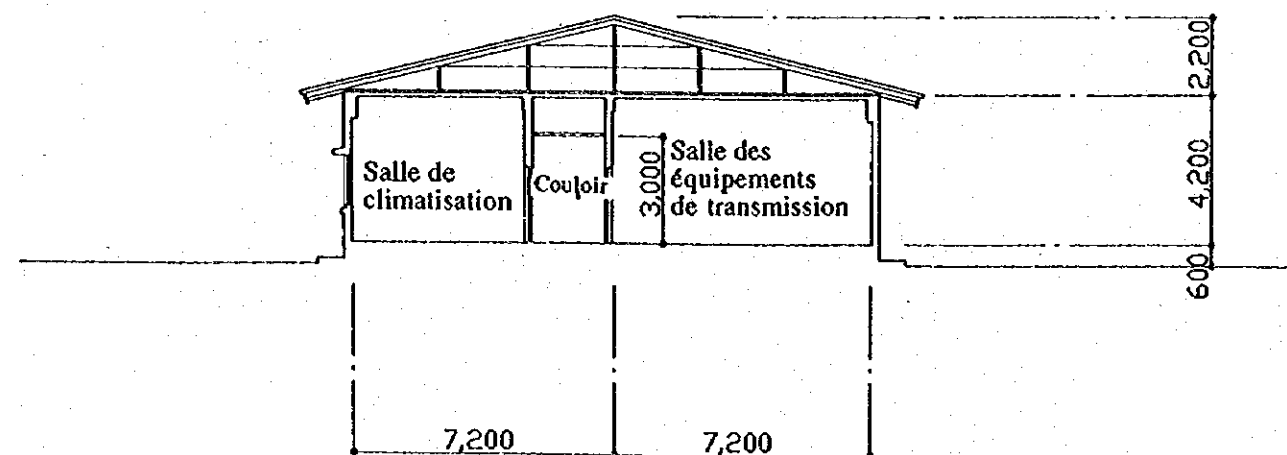 2,200
Salle de
climatisation
Couloir
3,000
Salle des
équipements
de transmission
4,200
600
7,200
7,200